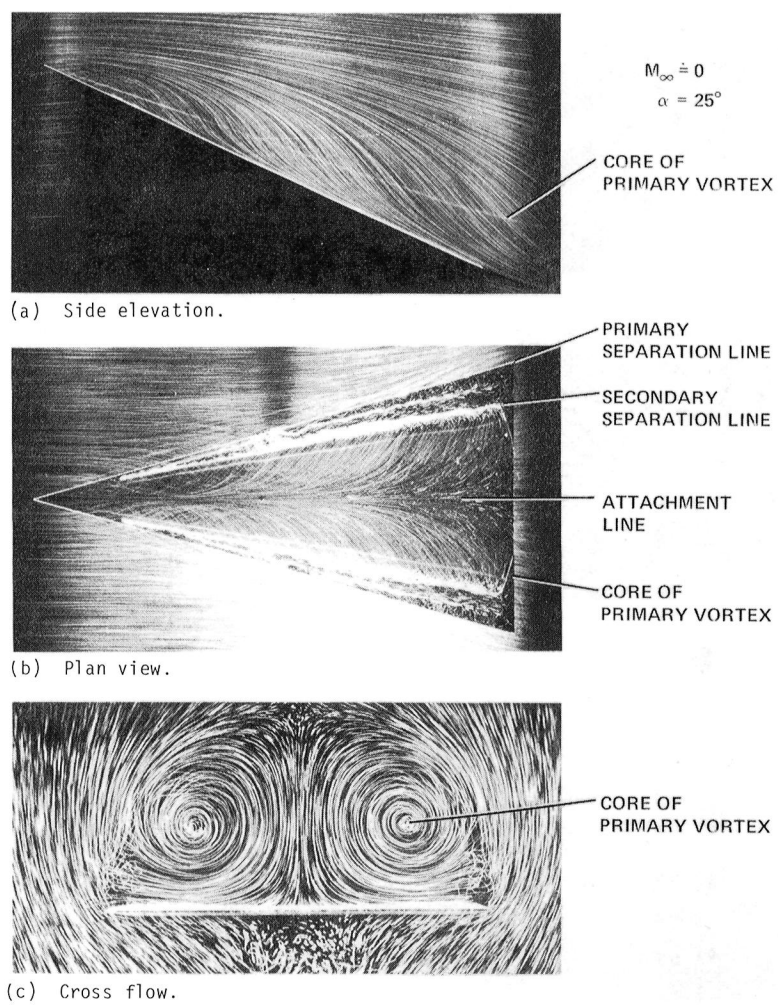 M∞ ≐ 0
α = 25°
CORE OF
PRIMARY VORTEX
(a) Side elevation.
PRIMARY
SEPARATION LINE
SECONDARY
SEPARATION LINE
ATTACHMENT
LINE
CORE OF
PRIMARY VORTEX
(b) Plan view.
CORE OF
PRIMARY VORTEX
(c) Cross flow.